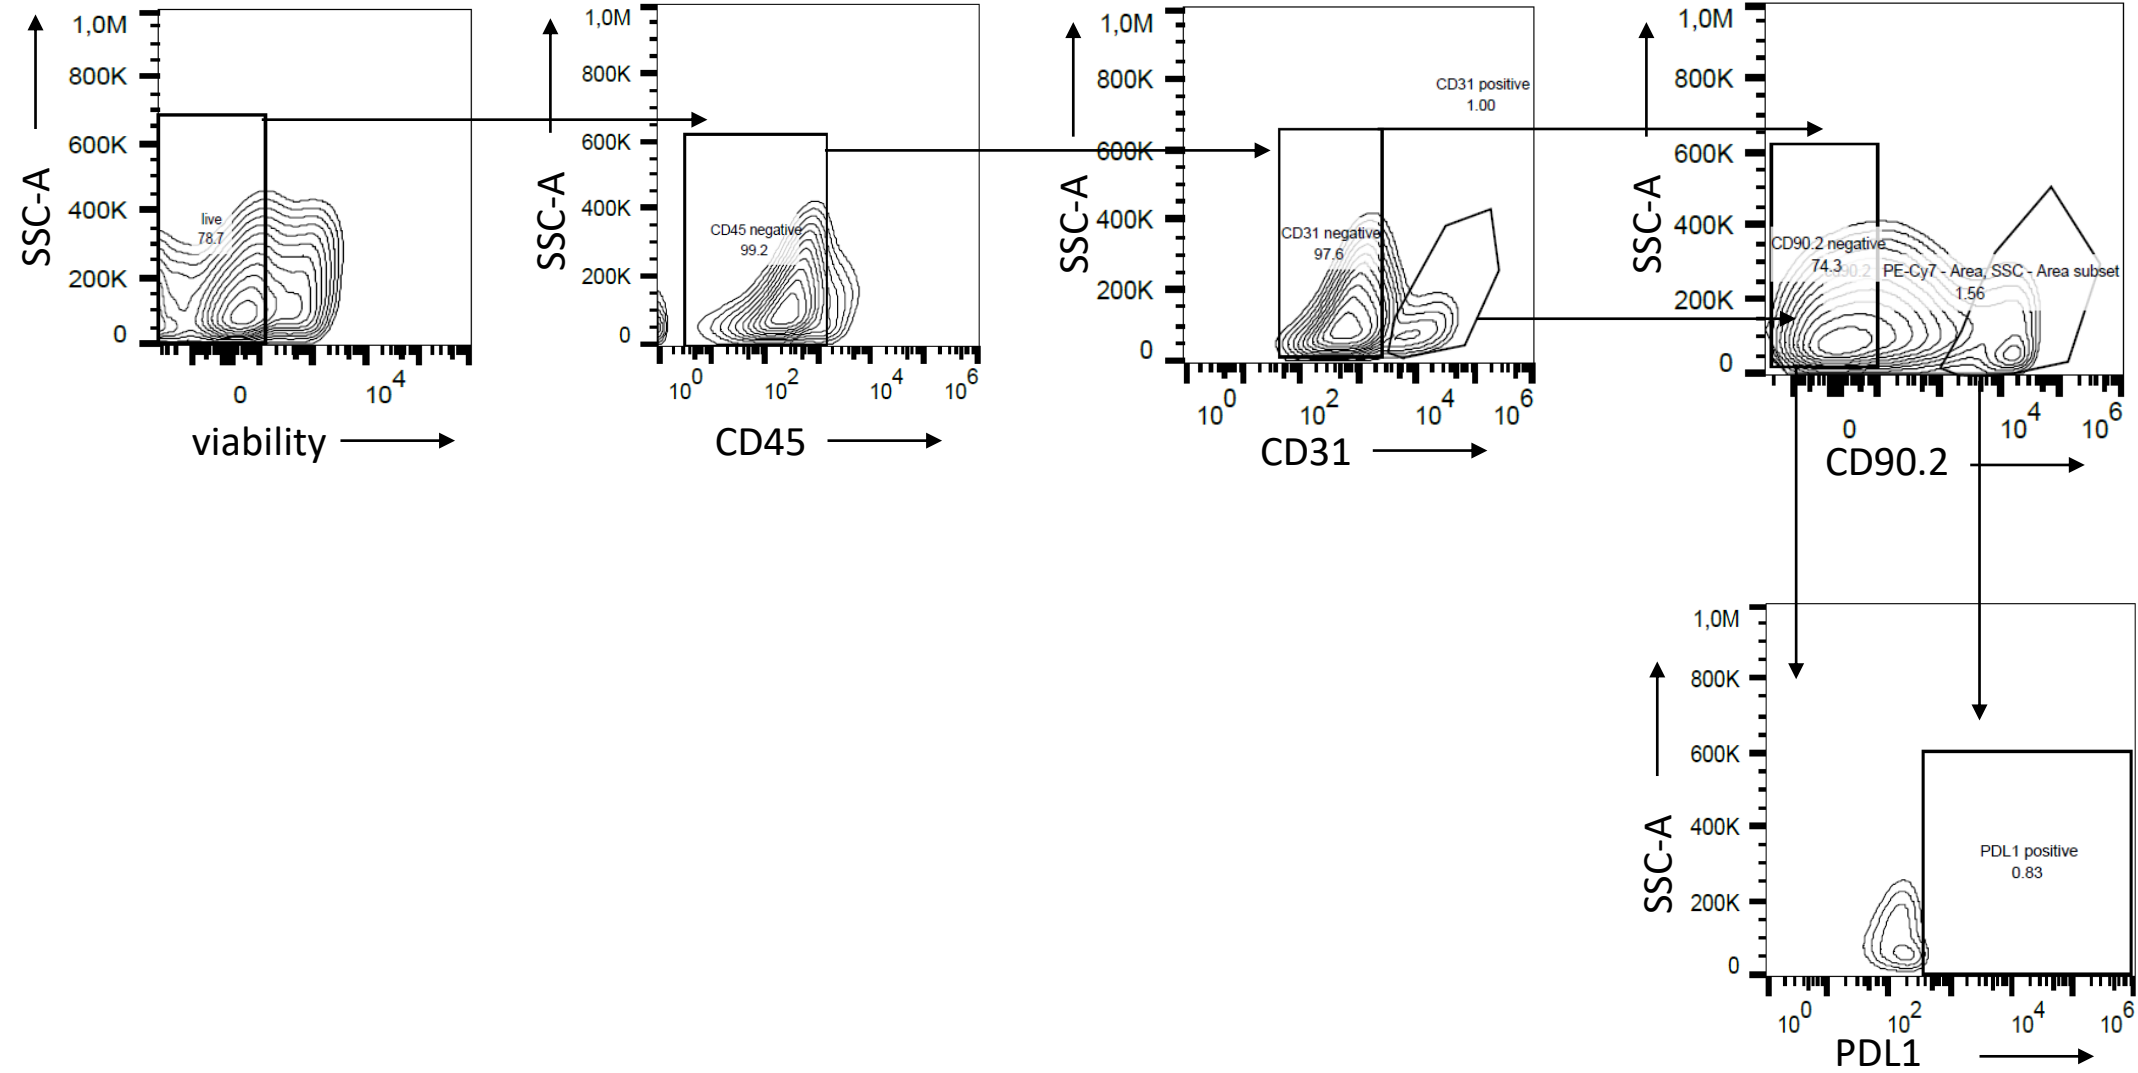 1,0M
800K
600K
400K
200K
0
SSC-A
live
78.7
0
10^4
viability
1,0M
800K
600K
400K
200K
0
SSC-A
CD45 negative
99.2
10^0
10^2
10^4
10^6
CD45
1,0M
800K
600K
400K
200K
0
SSC-A
CD31 positive
1.00
CD31 negative
97.6
10^0
10^2
10^4
10^6
CD31
1,0M
800K
600K
400K
200K
0
SSC-A
CD90.2 negative
74.3
PE-Cy7 - Area, SSC - Area subset
1.56
0
10^4
10^6
CD90.2
1,0M
800K
600K
400K
200K
0
SSC-A
PDL1 positive
0.83
10^0
10^2
10^4
10^6
PDL1